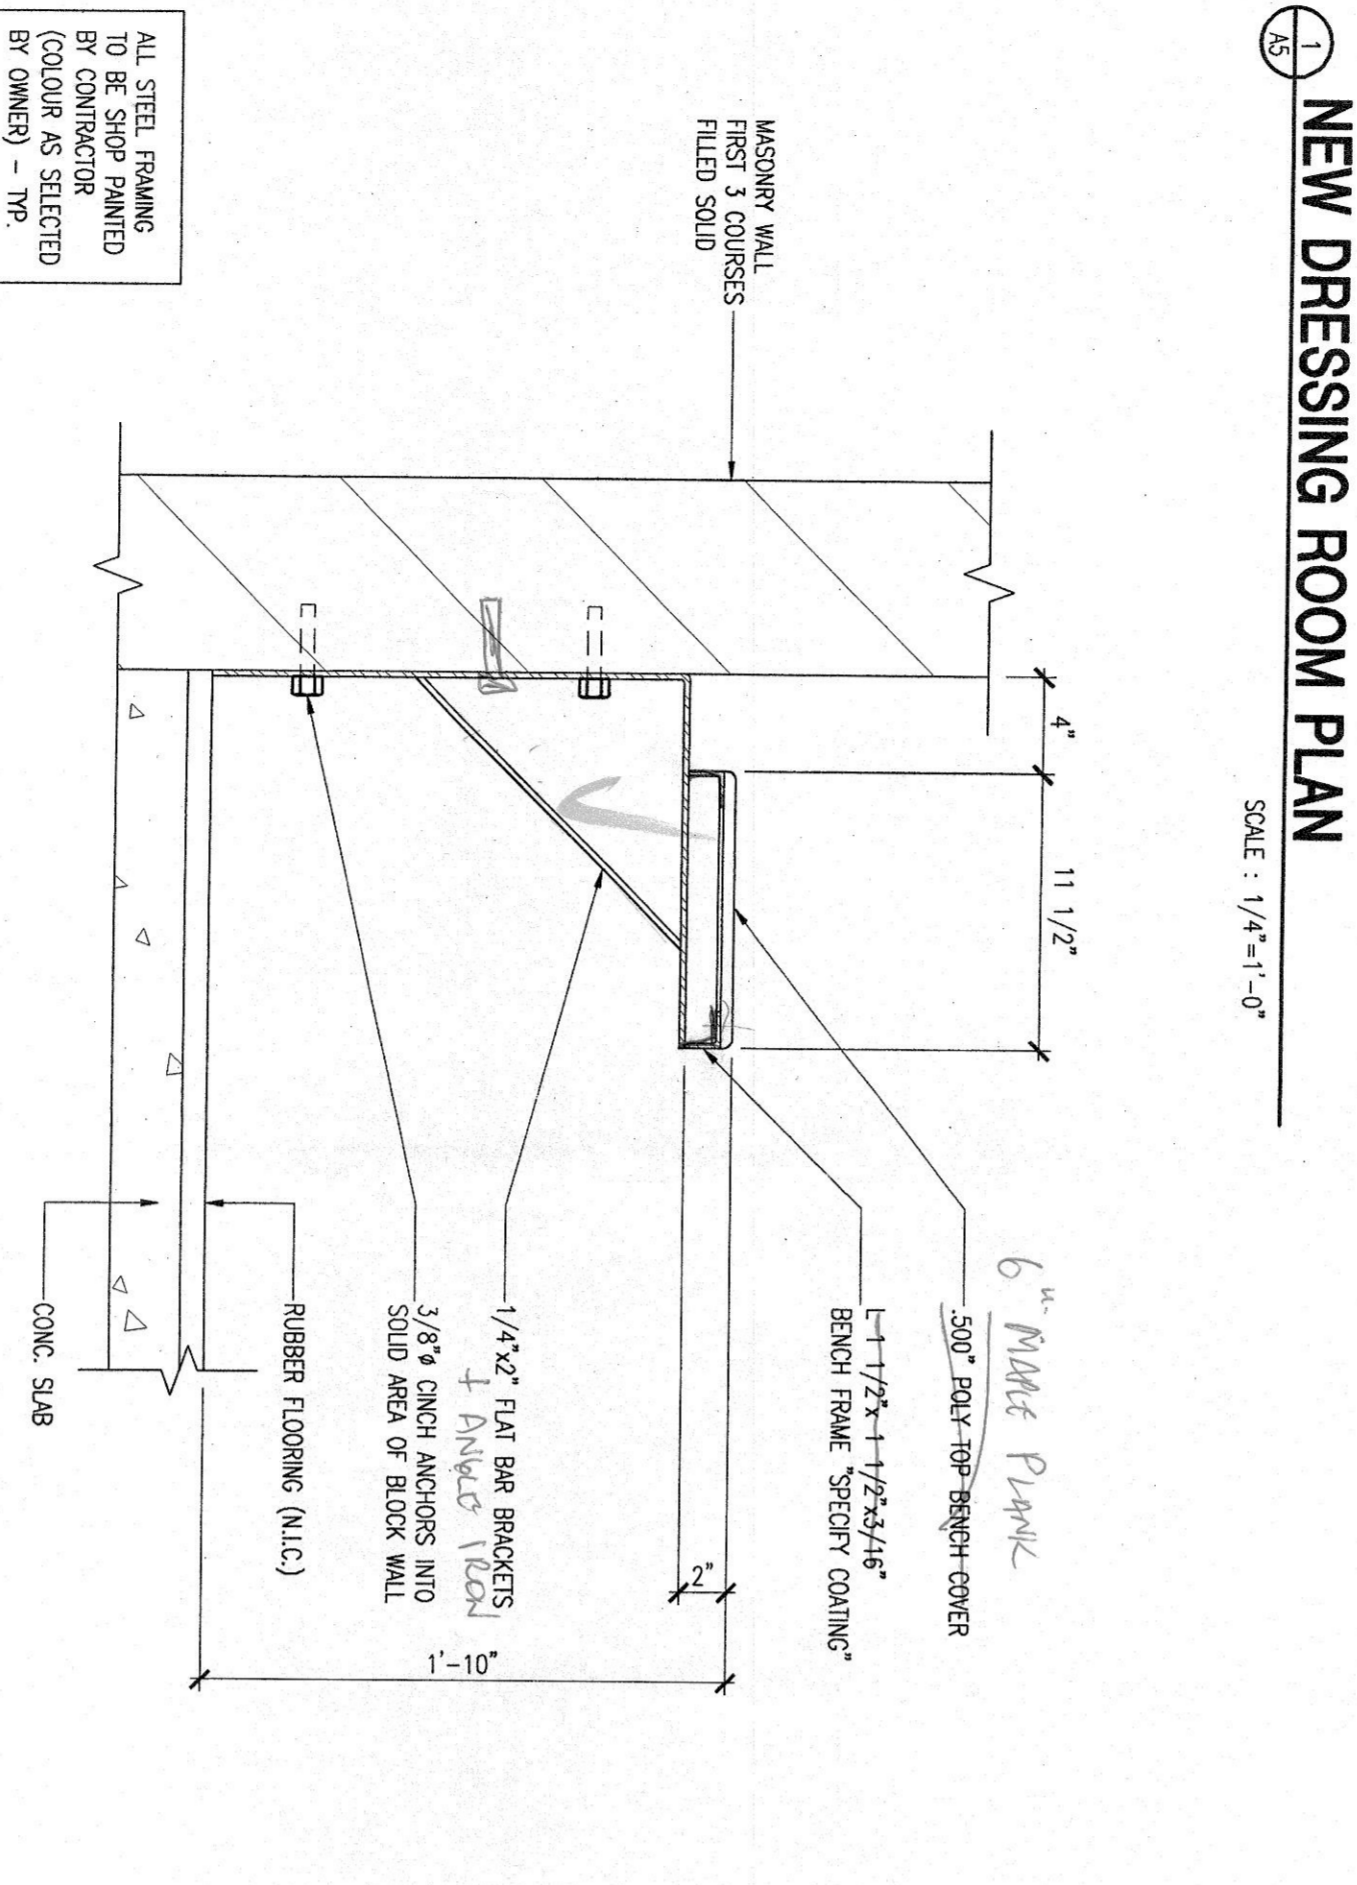 1
A5
NEW DRESSING ROOM PLAN
SCALE : 1/4"=1'-0"
MASONRY WALL
FIRST 3 COURSES
FILLED SOLID
4"
11 1/2"
6" MAPLE PLANK
.500" POLY TOP BENCH COVER
L 1 1/2"x 1 1/2"x3/16"
BENCH FRAME "SPECIFY COATING"
2"
1'-10"
1/4"x2" FLAT BAR BRACKETS
+ ANGLE IRON
3/8"ø CINCH ANCHORS INTO
SOLID AREA OF BLOCK WALL
RUBBER FLOORING (N.I.C.)
CONC. SLAB
ALL STEEL FRAMING
TO BE SHOP PAINTED
BY CONTRACTOR
(COLOUR AS SELECTED
BY OWNER) - TYP.